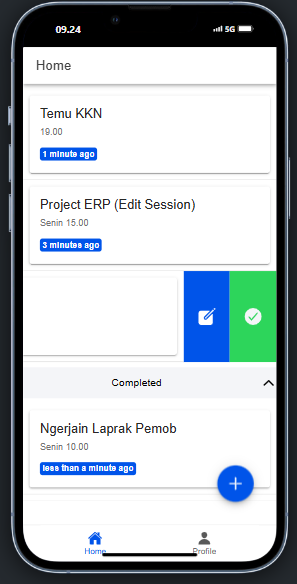 09.24
5G
Home
Temu KKN
19.00
1 minute ago
Project ERP (Edit Session)
Senin 15.00
3 minutes ago
Completed
Ngerjain Laprak Pemob
Senin 10.00
less than a minute ago
Home
Profile